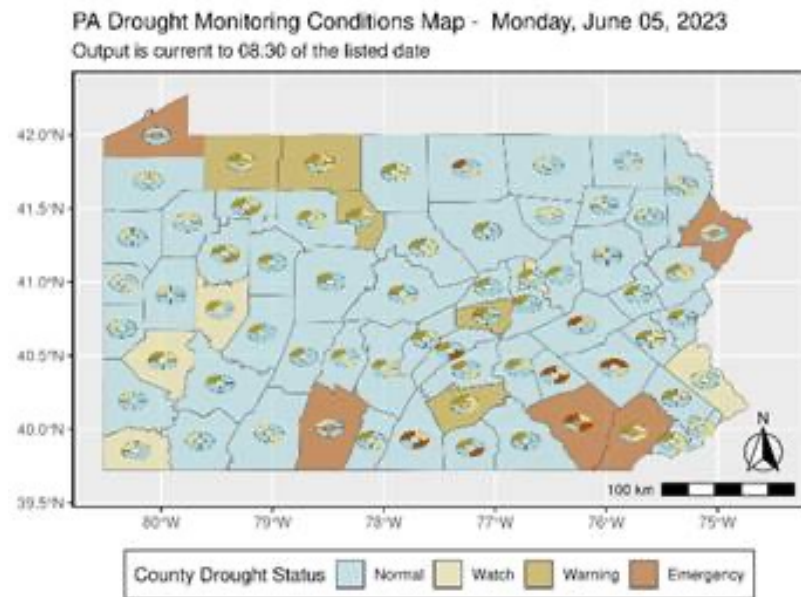 PA Drought Monitoring Conditions Map - Monday, June 05, 2023
Output is current to 08.30 of the listed date
42.0°N
41.5°N
41.0°N
40.5°N
40.0°N
39.5°N
N
100 km
80°W 79°W 78°W 77°W 76°W 75°W
County Drought Status Normal Watch Warning Emergency